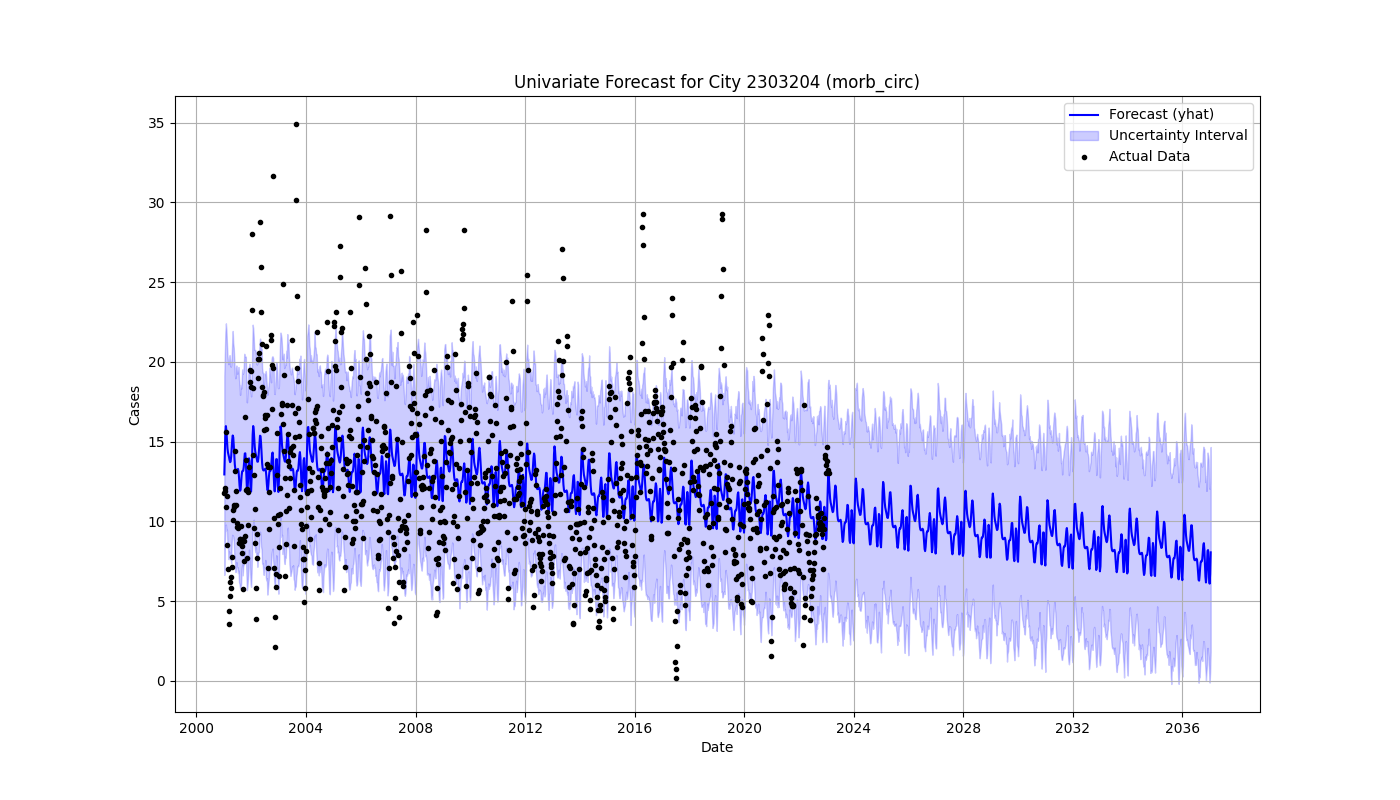 Univariate Forecast for City 2303204 (morb_circ)
Forecast (yhat)
Uncertainty Interval
Actual Data
Cases
35
30
25
20
15
10
5
0
2000 2004 2008 2012 2016 2020 2024 2028 2032 2036
Date